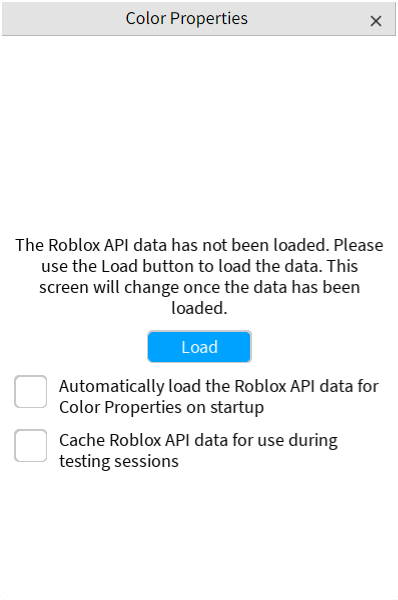 Color Properties
The Roblox API data has not been loaded. Please
use the Load button to load the data. This
screen will change once the data has been
loaded.
Load
Automatically load the Roblox API data for
Color Properties on startup
Cache Roblox API data for use during
testing sessions